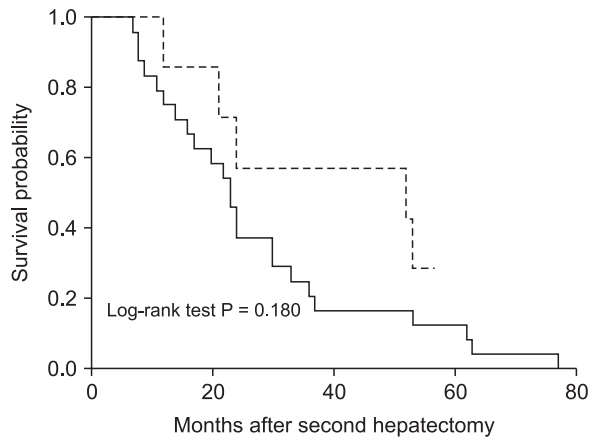 1.0
0.8
0.6
0.4
0.2
0.0
Survival probability
Log-rank test P = 0.180
0 20 40 60 80
Months after second hepatectomy